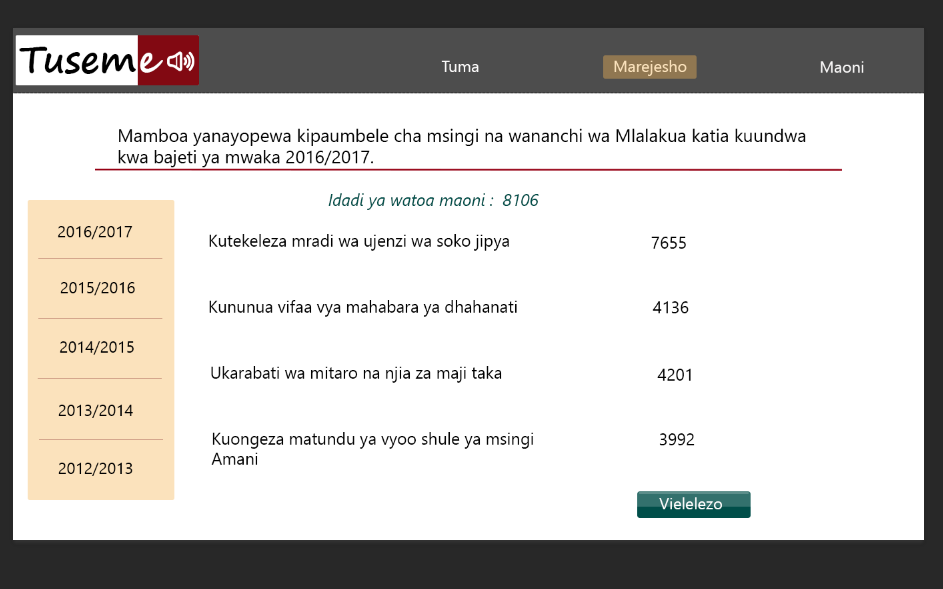 Tuseme
Tuma
Marejesho
Maoni
Mamboa yanayopewa kipaumbele cha msingi na wananchi wa Mlalakua katia kuundwa
kwa bajeti ya mwaka 2016/2017.
Idadi ya watoa maoni : 8106
2016/2017
2015/2016
2014/2015
2013/2014
2012/2013
Kutekeleza mradi wa ujenzi wa soko jipya 7655
Kununua vifaa vya mahabara ya dhahanati 4136
Ukarabati wa mitaro na njia za maji taka 4201
Kuongeza matundu ya vyoo shule ya msingi 3992
Amani
Vielelezo